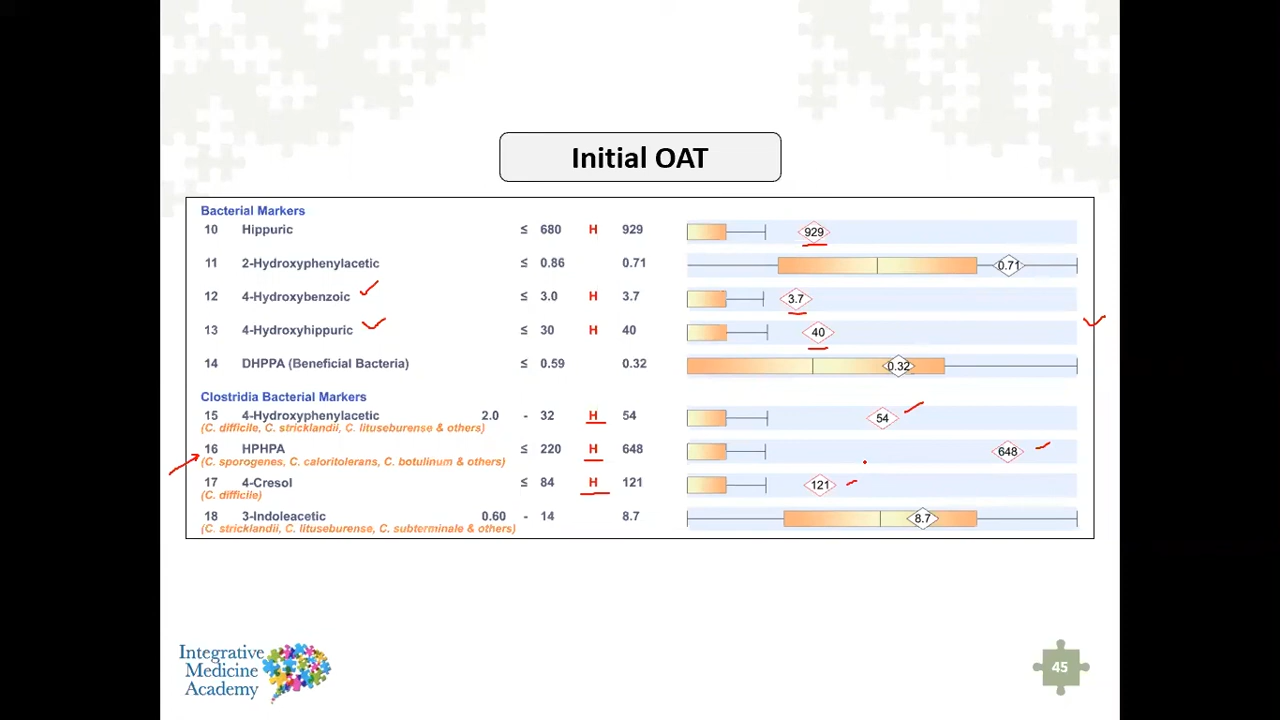 Initial OAT
Bacterial Markers
10 Hippuric ≤ 680 H 929 929
11 2-Hydroxyphenylacetic ≤ 0.86 0.71 0.71
12 4-Hydroxybenzoic ≤ 3.0 H 3.7 3.7
13 4-Hydroxyhippuric ≤ 30 H 40 40
14 DHPPA (Beneficial Bacteria) ≤ 0.59 0.32 0.32
Clostridia Bacterial Markers
15 4-Hydroxyphenylacetic 2.0 - 32 H 54 54
(C. difficile, C. stricklandii, C. lituseburense & others)
16 HPHPA ≤ 220 H 648 648
(C. sporogenes, C. caloritolerans, C. botulinum & others)
17 4-Cresol ≤ 84 H 121 121
(C. difficile)
18 3-Indoleacetic 0.60 - 14 8.7 8.7
(C. stricklandii, C. lituseburense, C. subterminale & others)
Integrative
Medicine
Academy
45